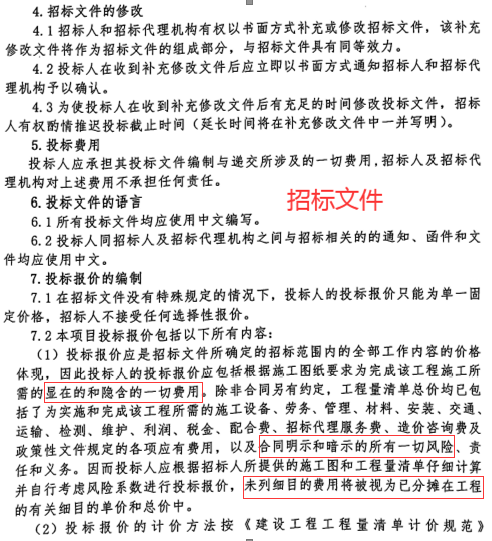 4.招标文件的修改
4.1招标人和招标代理机构有权以书面方式补充或修改招标文件，该补充
修改文件将作为招标文件的组成部分，与招标文件具有同等效力。
4.2投标人在收到补充修改文件后应立即以书面方式通知招标人和招标代
理机构予以确认。
4.3为使投标人在收到补充修改文件后有充足的时间修改投标文件，招标
人有权酌情推迟投标截止时间（延长时间将在补充修改文件中一并写明）。
5.投标费用
投标人应承担其投标文件编制与递交所涉及的一切费用,招标人及招标代
理机构对上述费用不承担任何责任。
6.投标文件的语言
招标文件
6.1所有投标文件均应使用中文编写。
6.2投标人同招标人及招标代理机构之间与招标相关的的通知、函件和文
件均应使用中文。
7.投标报价的编制
7.1在招标文件没有特殊规定的情况下，投标人的投标报价只能为单一固
定价格，招标人不接受任何选择性报价。
7.2本项目投标报价包括以下所有内容：
（1）投标报价应是招标文件所确定的招标范围内的全部工作内容的价格
体现，因此投标人的投标报价应包括根据施工图纸要求为完成该工程施工所
需的显在的和隐含的一切费用。除非合同另有约定，工程量清单总价均已包
括了为实施和完成该工程所需的施工设备、劳务、管理、材料、安装、交通、
运输、检测、维护、利润、税金、配合费、招标代理服务费、造价咨询费及
政策性文件规定的各项应有费用，以及合同明示和暗示的所有一切风险、责
任和义务。因而投标人应根据招标人所提供的施工图和工程量清单仔细计算
并自行考虑风险系数进行投标报价，未列细目的费用将被视为已分摊在工程
的有关细目的单价和总价中。
（2）投标报价的计价方法按《建设工程工程量清单计价规范》